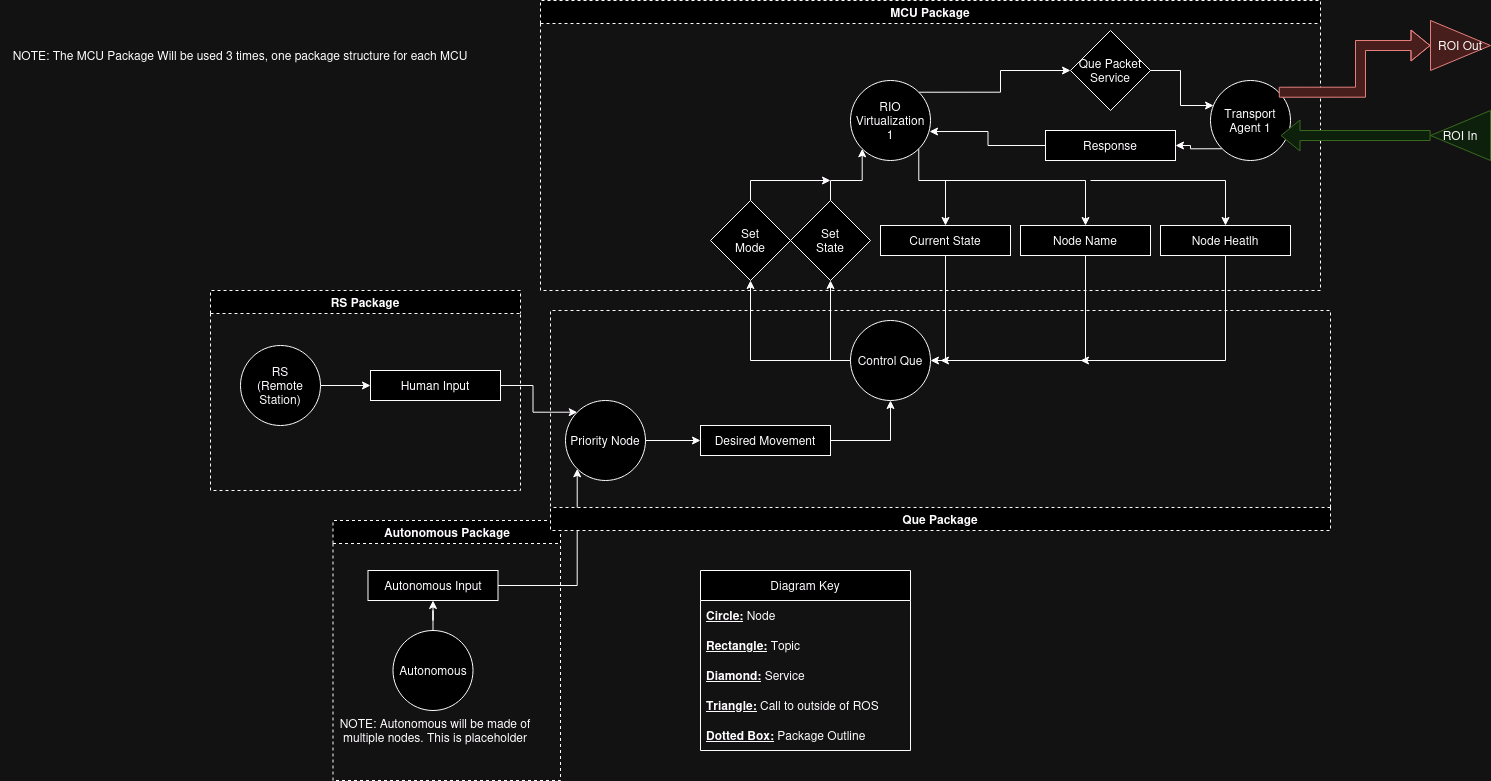 MCU Package
NOTE: The MCU Package Will be used 3 times, one package structure for each MCU
ROI Out
Que Packet
Service
RIO
Virtualization
1
Transport
Agent 1
ROI In
Response
Set
Mode
Set
State
Current State
Node Name
Node Heatlh
RS Package
RS
(Remote
Station)
Human Input
Control Que
Priority Node
Desired Movement
Que Package
Autonomous Package
Autonomous Input
Autonomous
NOTE: Autonomous will be made of
multiple nodes. This is placeholder
Diagram Key
Circle: Node
Rectangle: Topic
Diamond: Service
Triangle: Call to outside of ROS
Dotted Box: Package Outline